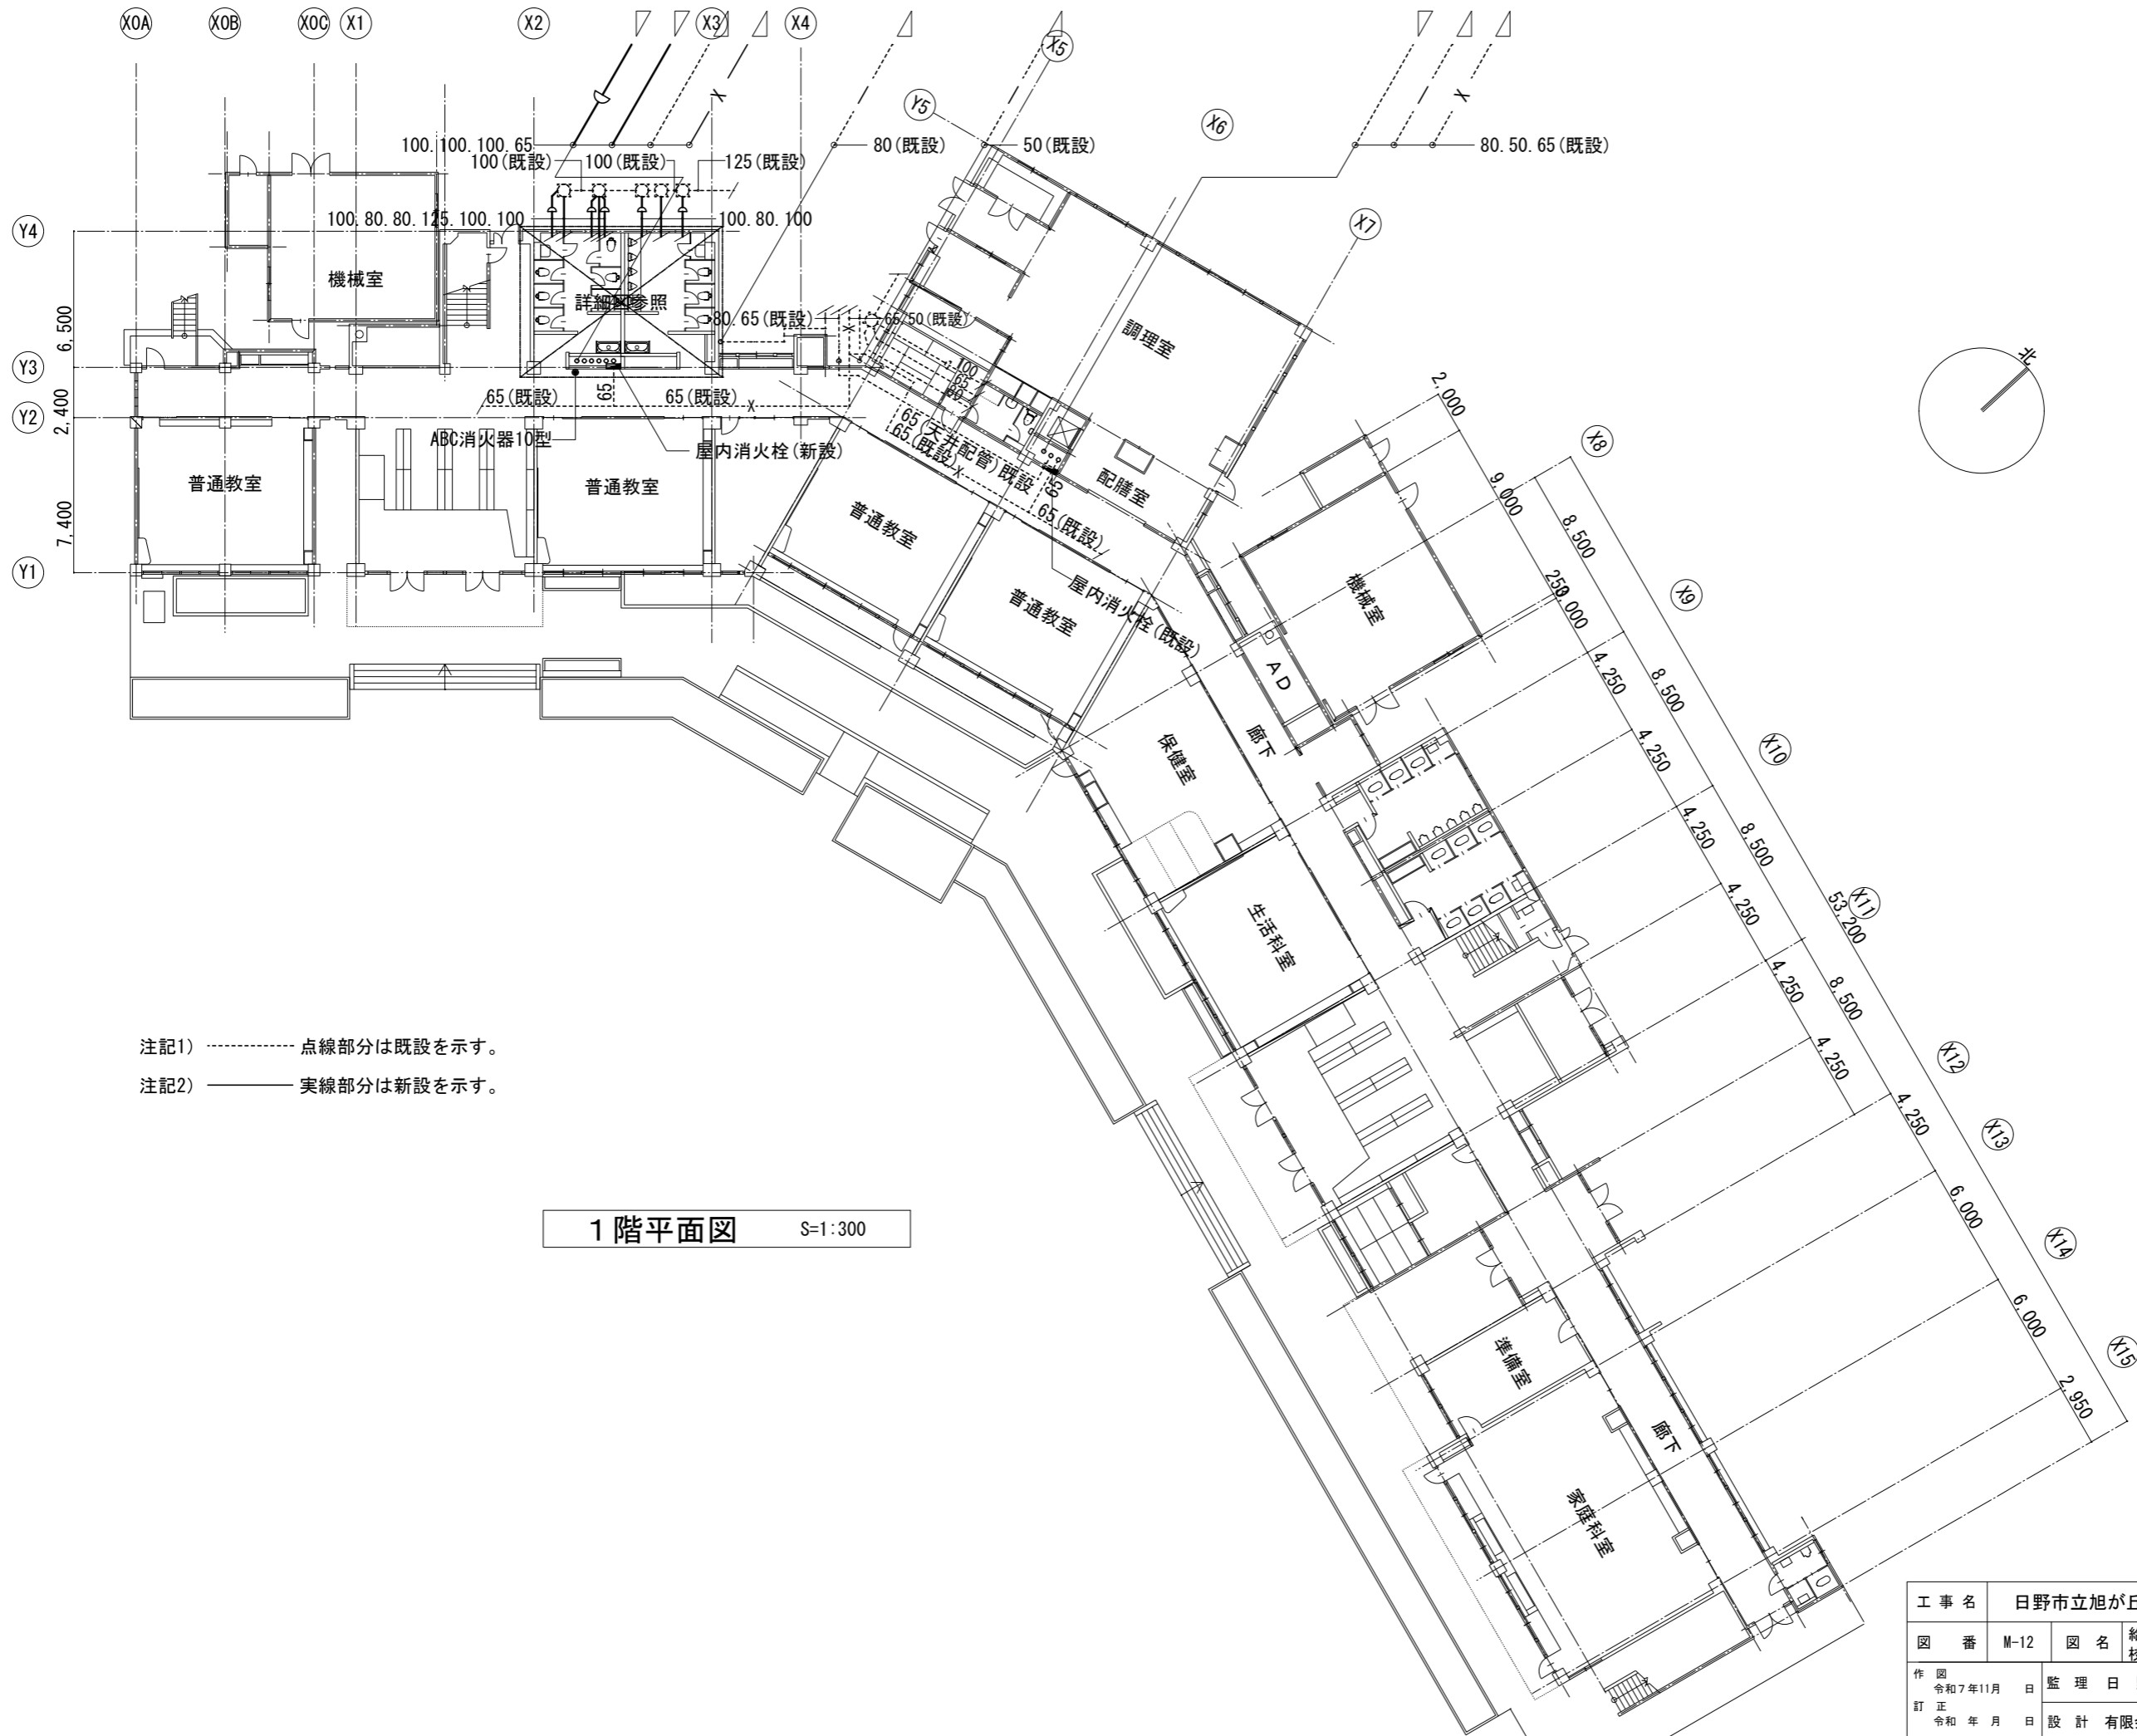 X0A X0B X0C X1 X2 X3 X4
X5
Y5
X6
X7
100.100.100.65
100(既設) 100(既設) 125(既設)
80(既設)
50(既設)
80.50.65(既設)
Y4
100.80.80.125.100.100
100.80.100
機械室
詳細図参照
80.65(既設)
65.50(既設)
調理室
北
6,500
Y3
2,400
Y2
7,400
Y1
100
65
80
65(既設)
65
65(既設)
ABC消火器10型
屋内消火栓(新設)
65(天井配管)既設
65(既設)
65
65(既設)
配膳室
普通教室
普通教室
普通教室
普通教室
屋内消火栓(既設)
機械室
AD
保健室
廊下
生活科室
2,000
9,000
250
8,000
4,250
4,250
4,250
4,250
4,250
4,250
8,500
8,500
8,500
8,500
4,250
6,000
6,000
2,950
53,200
X8
X9
X10
X11
X12
X13
X14
X15
注記1) 点線部分は既設を示す。
注記2) 実線部分は新設を示す。
1階平面図 S=1:300
準備室
廊下
家庭科室
工事名 日野市立旭が丘
図番 M-12 図名
作図
令和7年11月 日
監理 日
訂正
令和 年 月 日
設計 有限